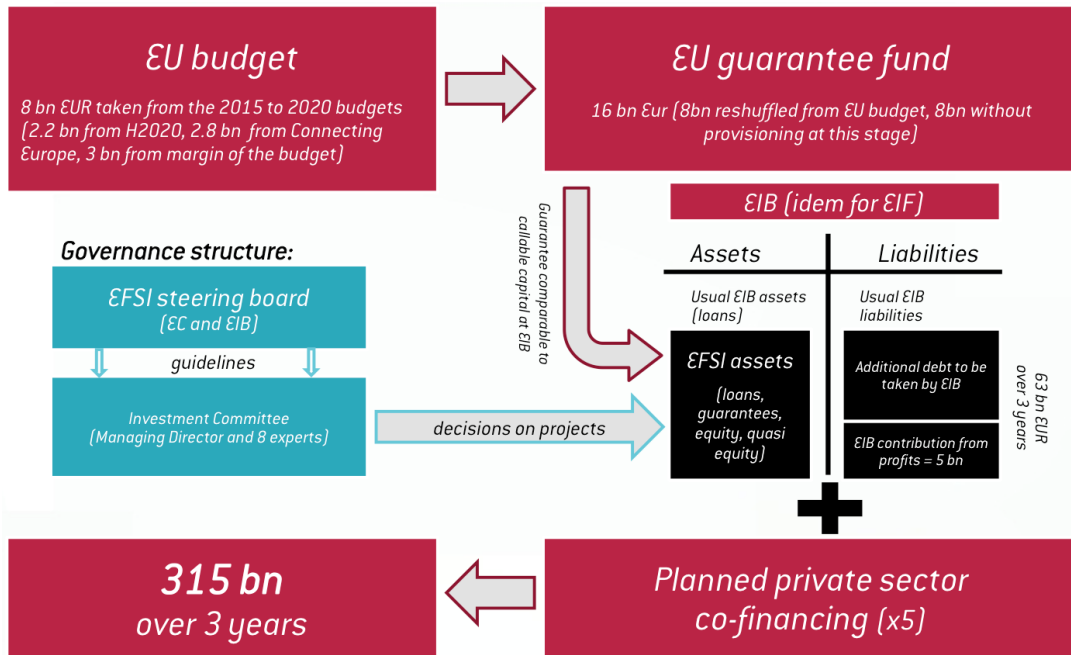 EU budget
8 bn EUR taken from the 2015 to 2020 budgets
(2.2 bn from H2020, 2.8 bn from Connecting
Europe, 3 bn from margin of the budget)
EU guarantee fund
16 bn Eur (8bn reshuffled from EU budget, 8bn without
provisioning at this stage)
Guarantee comparable to
callable capital at EIB
EIB (idem for EIF)
Assets
Liabilities
Usual EIB assets
(loans)
Usual EIB
liabilities
EFSI assets
(loans,
guarantees,
equity, quasi
equity)
Additional debt to be
taken by EIB
EIB contribution from
profits = 5 bn
63 bn EUR
over 3 years
Governance structure:
EFSI steering board
(EC and EIB)
guidelines
Investment Committee
(Managing Director and 8 experts)
decisions on projects
315 bn
over 3 years
Planned private sector
co-financing (x5)